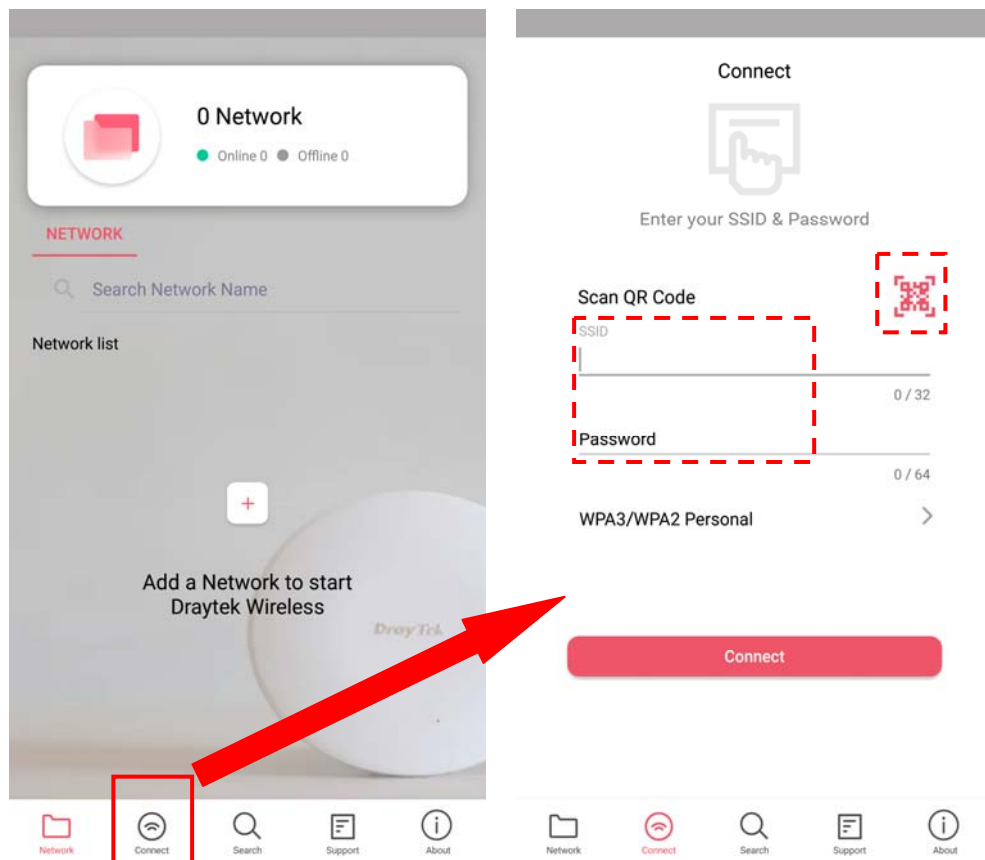 0 Network
Online 0 Offline 0
NETWORK
Search Network Name
Network list
+
Add a Network to start
Draytek Wireless
DrayTek
Network Connect Search Support About
Connect
Enter your SSID & Password
Scan QR Code
SSID
0 / 32
Password
0 / 64
WPA3/WPA2 Personal
Connect
Network Connect Search Support About